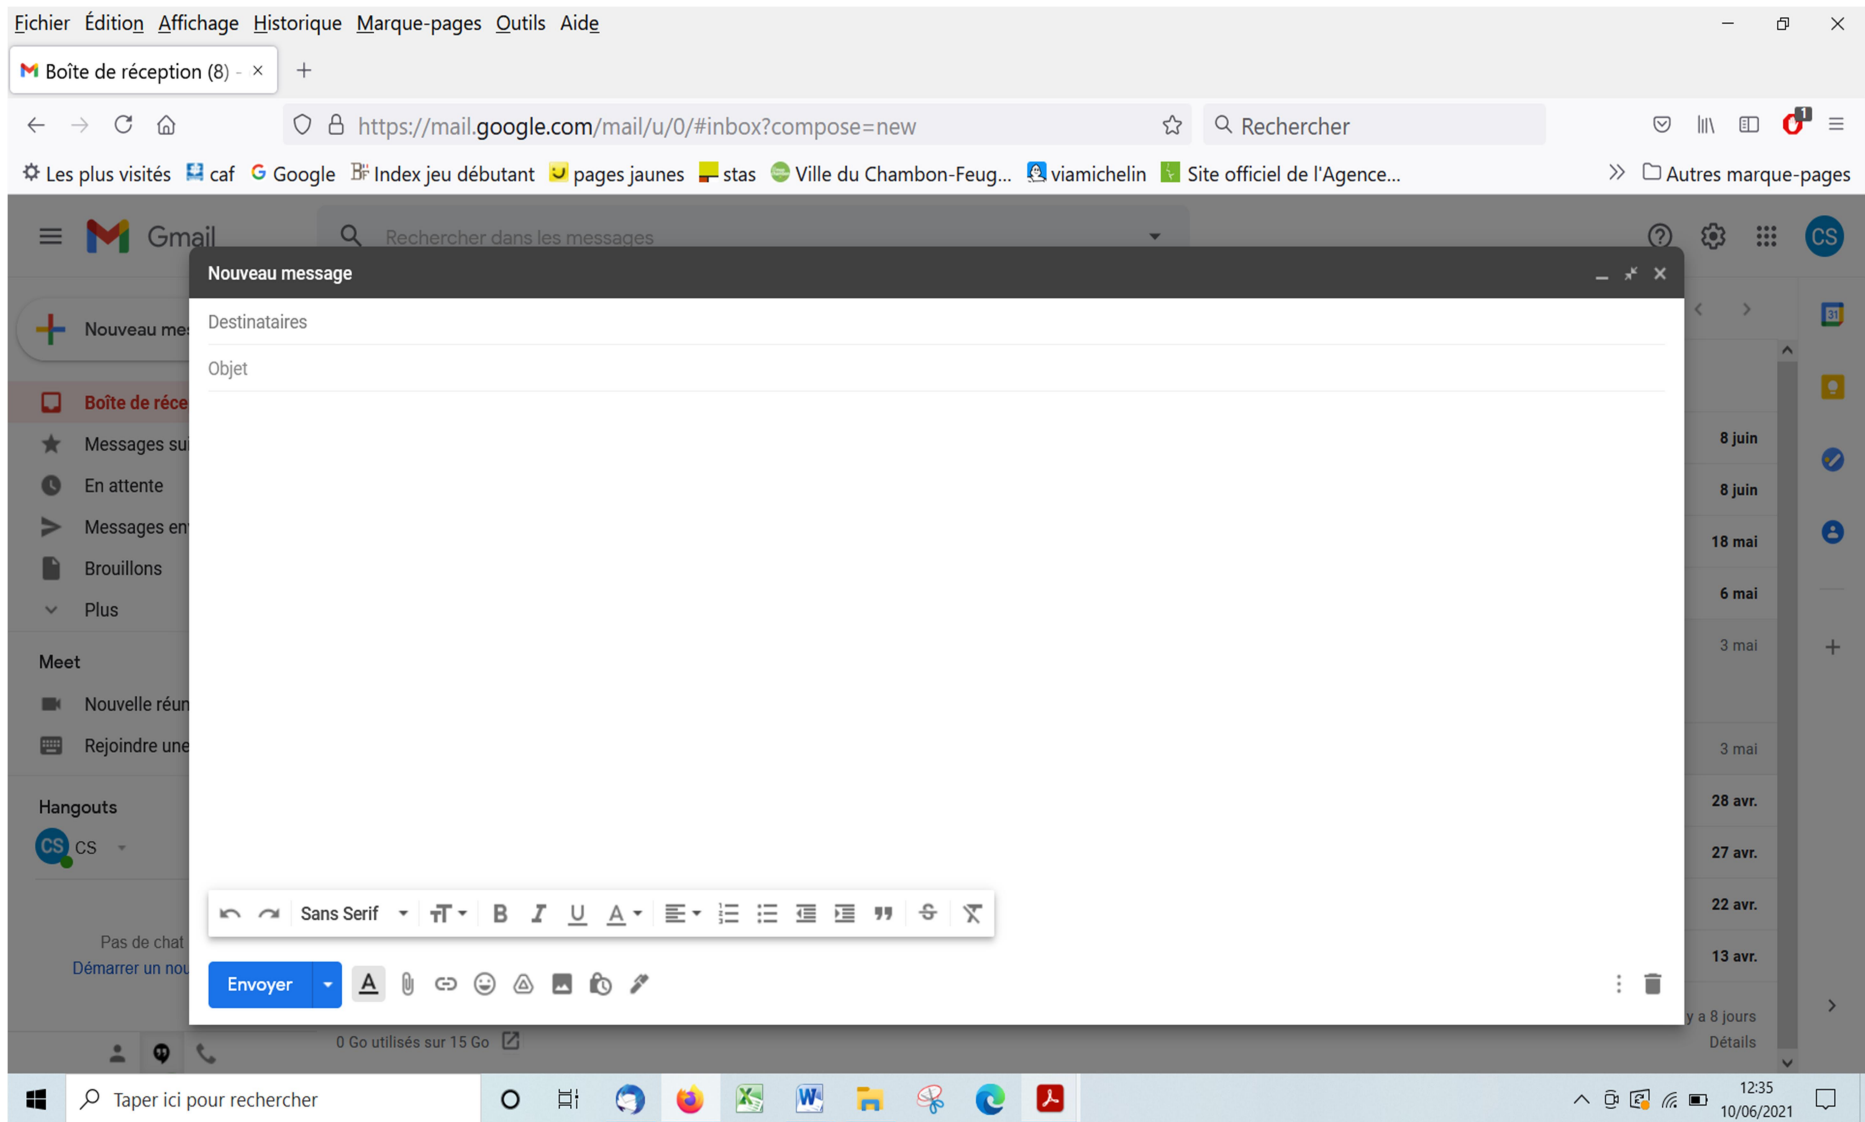 Fichier Édition Affichage Historique Marque-pages Outils Aide
Boîte de réception (8) -
https://mail.google.com/mail/u/0/#inbox?compose=new
Rechercher
1
Les plus visités caf Google Index jeu débutant pages jaunes stas Ville du Chambon-Feug... viamichelin Site officiel de l'Agence...
Autres marque-pages
Gmail
Rechercher dans les messages
CS
Nouveau message
Destinataires
Objet
Nouveau mes
Boîte de réce
Messages sui
En attente
Messages en
Brouillons
Plus
Meet
Nouvelle réun
Rejoindre une
Hangouts
CS CS
Pas de chat
Démarrer un nou
31
8 juin
8 juin
18 mai
6 mai
3 mai
3 mai
28 avr.
27 avr.
22 avr.
13 avr.
Sans Serif
Envoyer
y a 8 jours
0 Go utilisés sur 15 Go
Détails
Taper ici pour rechercher
12:35
10/06/2021